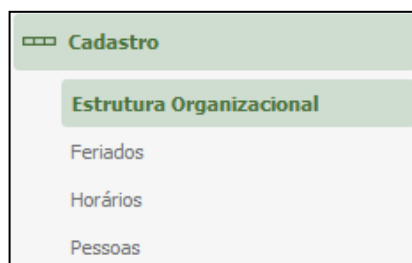 Cadastro
Estrutura Organizacional
Feriados
Horários
Pessoas